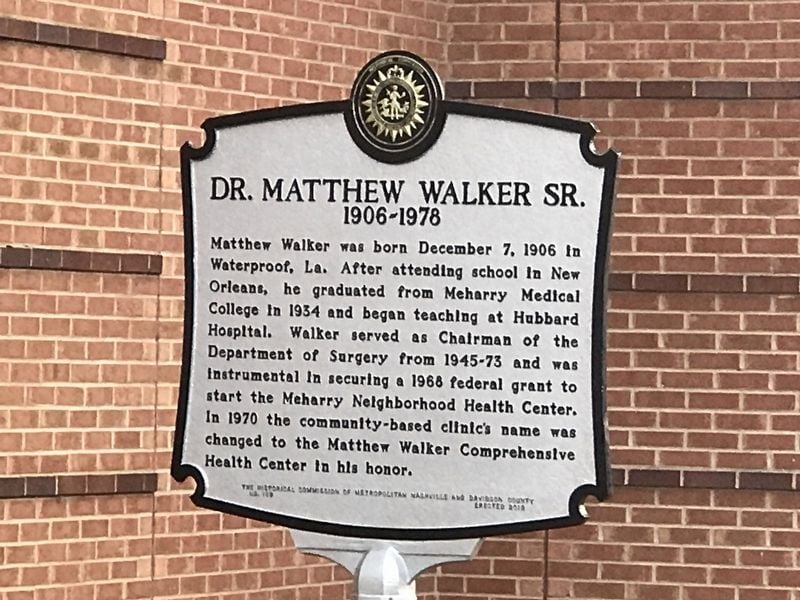 DR. MATTHEW WALKER SR.
1906-1978
Matthew Walker was born December 7, 1906 in
Waterproof, La. After attending school in New
Orleans, he graduated from Meharry Medical
College in 1934 and began teaching at Hubbard
Hospital. Walker served as Chairman of the
Department of Surgery from 1945-73 and was
instrumental in securing a 1968 federal grant to
start the Meharry Neighborhood Health Center.
In 1970 the community-based clinic's name was
changed to the Matthew Walker Comprehensive
Health Center in his honor.
THE HISTORICAL COMMISSION OF METROPOLITAN NASHVILLE AND DAVIDSON COUNTY
NO.
ERECTED